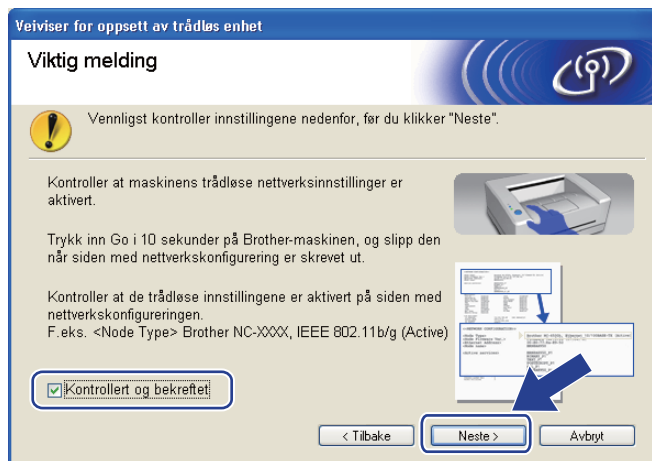 Veiviser for oppsett av trådløs enhet
Viktig melding
Vennligst kontroller innstillingene nedenfor, før du klikker "Neste".
Kontroller at maskinens trådløse nettverksinnstillinger er
aktivert.
Trykk inn Go i 10 sekunder på Brother-maskinen, og slipp den
når siden med nettverkskonfigurering er skrevet ut.
Kontroller at de trådløse innstillingene er aktivert på siden med
nettverkskonfigureringen.
F.eks. <Node Type> Brother NC-XXXX, IEEE 802.11b/g (Active)
Kontrollert og bekreftet
< Tilbake
Neste >
Avbryt